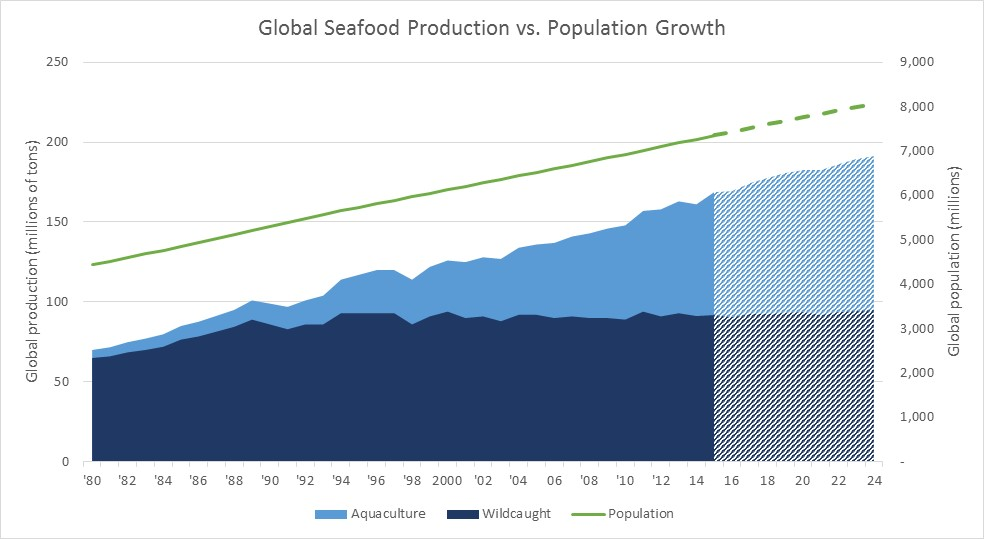 Global Seafood Production vs. Population Growth
250 9,000
8,000
200
7,000
6,000
150
5,000
4,000
100
3,000
2,000
50
1,000
0 -
Global production (millions of tons)
Global population (millions)
'80 '82 '84 '86 '88 '90 '92 '94 '96 '98 2000 '02 '04 '06 '08 '10 '12 '14 16 18 20 22 24
Aquaculture Wildcaught Population